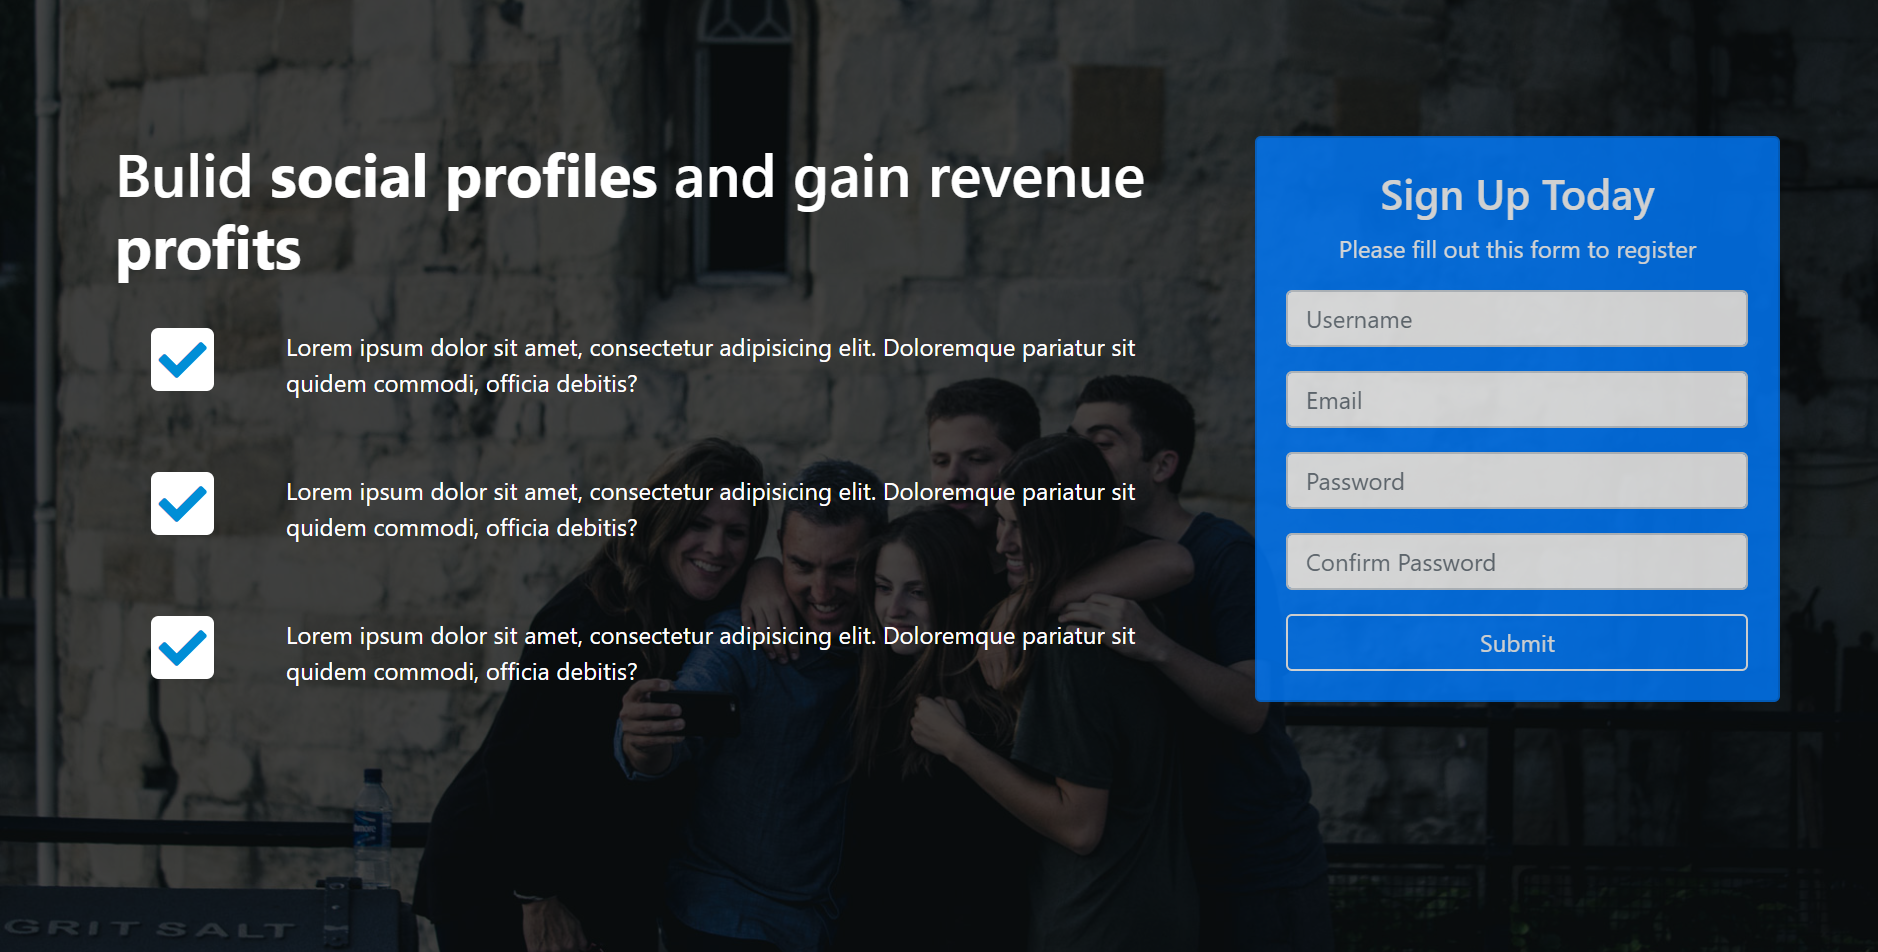 Bulid social profiles and gain revenue
profits
Lorem ipsum dolor sit amet, consectetur adipisicing elit. Doloremque pariatur sit
quidem commodi, officia debitis?
Lorem ipsum dolor sit amet, consectetur adipisicing elit. Doloremque pariatur sit
quidem commodi, officia debitis?
Lorem ipsum dolor sit amet, consectetur adipisicing elit. Doloremque pariatur sit
quidem commodi, officia debitis?
Sign Up Today
Please fill out this form to register
Username
Email
Password
Confirm Password
Submit
GRIT SALT